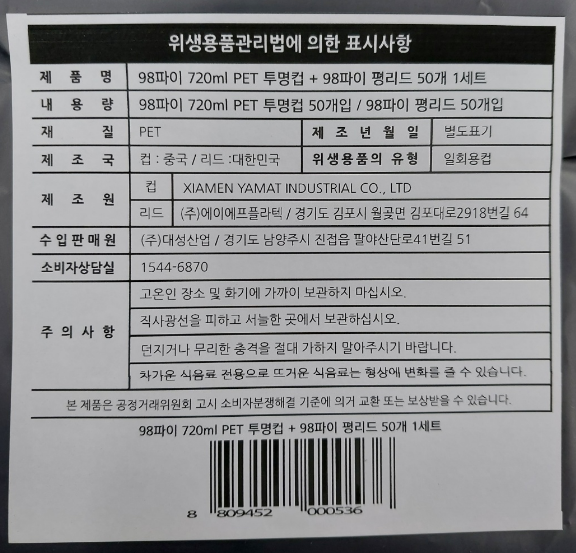 위생용품관리법에 의한 표시사항
제 품 명 98파이 720ml PET 투명컵 + 98파이 평리드 50개 1세트
내 용 량 98파이 720ml PET 투명컵 50개입 / 98파이 평리드 50개입
재 질 PET 제 조 년 월 일 별도표기
제 조 국 컵 : 중국 / 리드 :대한민국 위생용품의 유형 일회용컵
제 조 원 컵 XIAMEN YAMAT INDUSTRIAL CO., LTD
리드 (주)에이에프플라텍 / 경기도 김포시 월곶면 김포대로2918번길 64
수 입 판 매 원 (주)대성산업 / 경기도 남양주시 진접읍 팔야산단로41번길 51
소비자상담실 1544-6870
주 의 사 항 고온인 장소 및 화기에 가까이 보관하지 마십시오.
직사광선을 피하고 서늘한 곳에서 보관하십시오.
던지거나 무리한 충격을 절대 가하지 말아주시기 바랍니다.
차가운 식음료 전용으로 뜨거운 식음료는 형상에 변화를 줄 수 있습니다.
본 제품은 공정거래위원회 고시 소비자분쟁해결 기준에 의거 교환 또는 보상받을 수 있습니다.
98파이 720ml PET 투명컵 + 98파이 평리드 50개 1세트
8 809452 000536